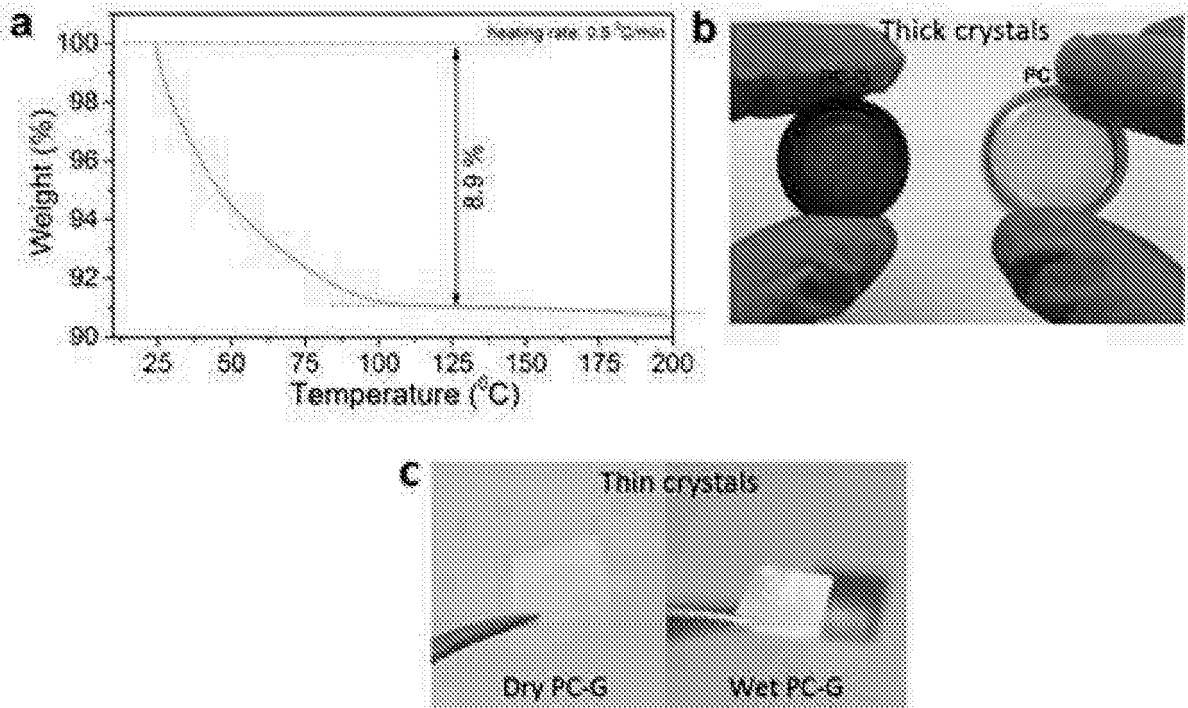 a
heating rate: 0.5 °C/min
100
98
96
94
92
90
Weight (%)
8.9 %
25 50 75 100 125 150 175 200
Temperature (°C)
b
Thick crystals
PC
c
Thin crystals
Dry PC-G
Wet PC-G